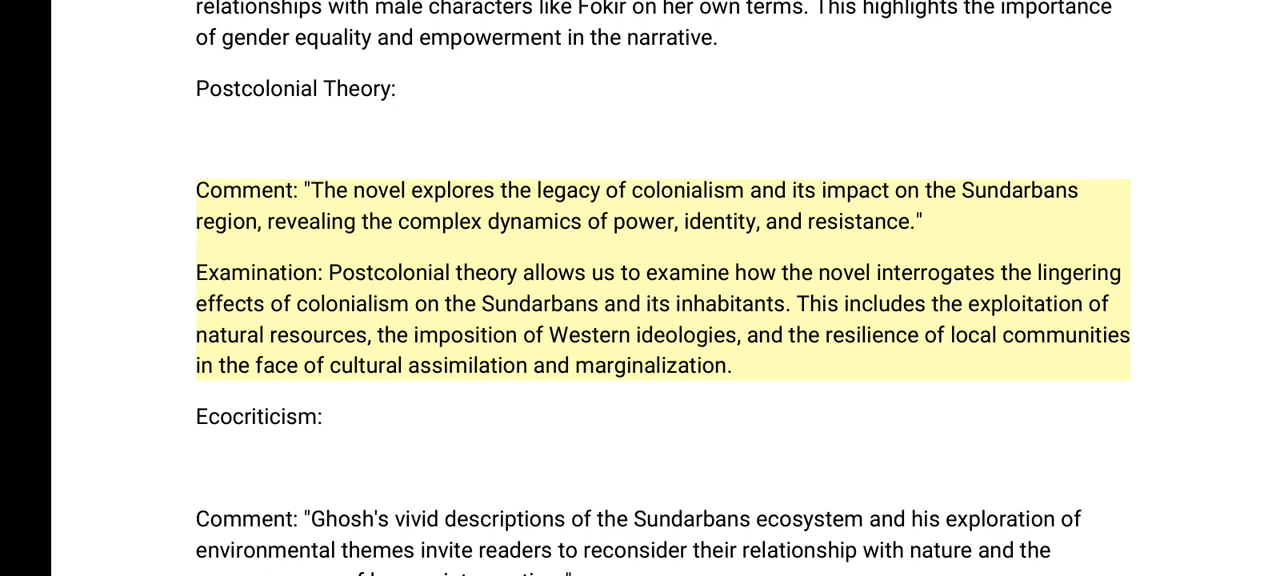 relationships with male characters like Fokir on her own terms. This highlights the importance
of gender equality and empowerment in the narrative.
Postcolonial Theory:
Comment: "The novel explores the legacy of colonialism and its impact on the Sundarbans
region, revealing the complex dynamics of power, identity, and resistance."
Examination: Postcolonial theory allows us to examine how the novel interrogates the lingering
effects of colonialism on the Sundarbans and its inhabitants. This includes the exploitation of
natural resources, the imposition of Western ideologies, and the resilience of local communities
in the face of cultural assimilation and marginalization.
Ecocriticism:
Comment: "Ghosh's vivid descriptions of the Sundarbans ecosystem and his exploration of
environmental themes invite readers to reconsider their relationship with nature and the